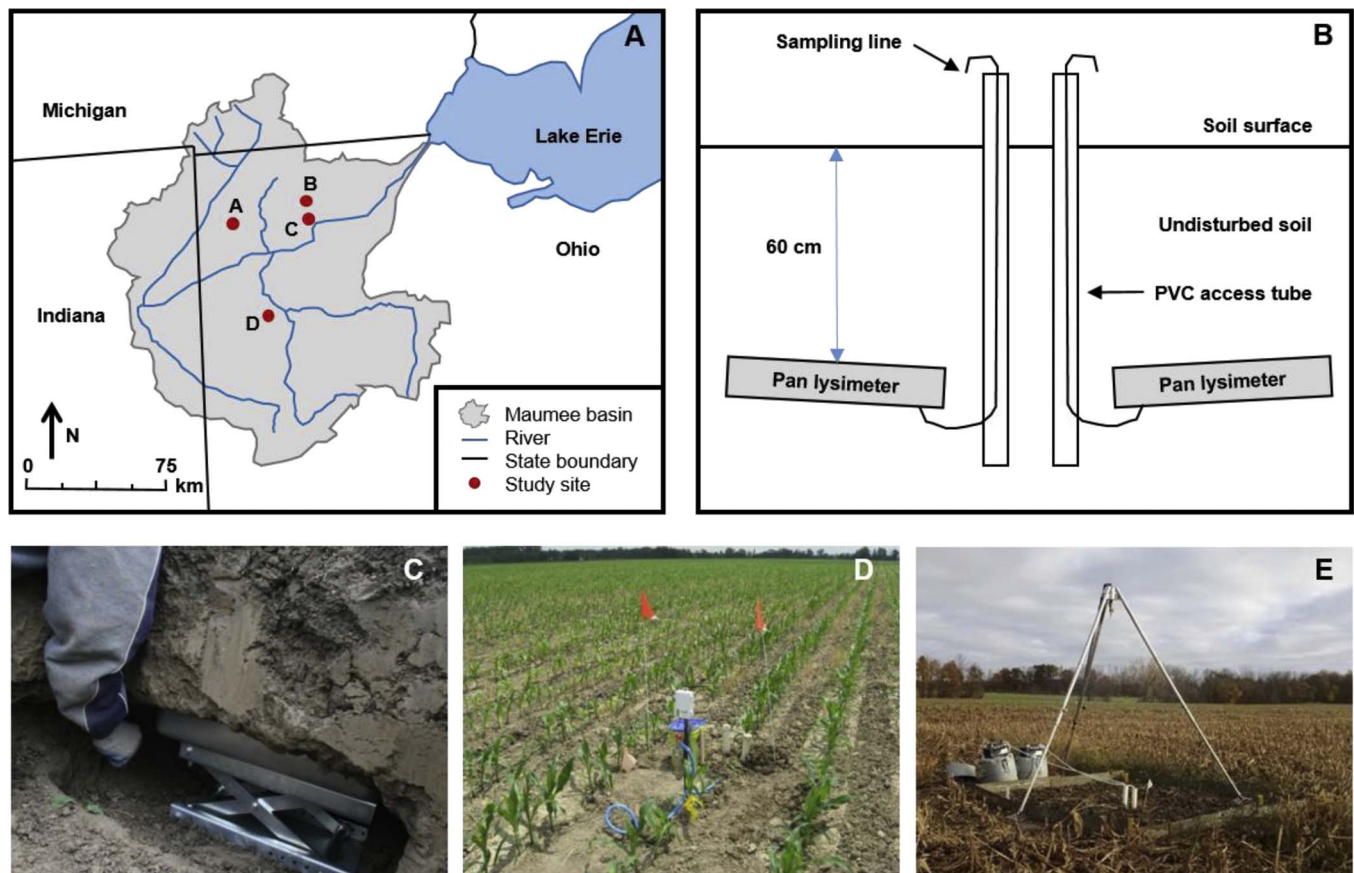 A
Michigan
Lake Erie
B
A
C
Ohio
Indiana
D
N
0 75
km
Maumee basin
River
State boundary
Study site
B
Sampling line
Soil surface
Undisturbed soil
60 cm
PVC access tube
Pan lysimeter
Pan lysimeter
C
D
E